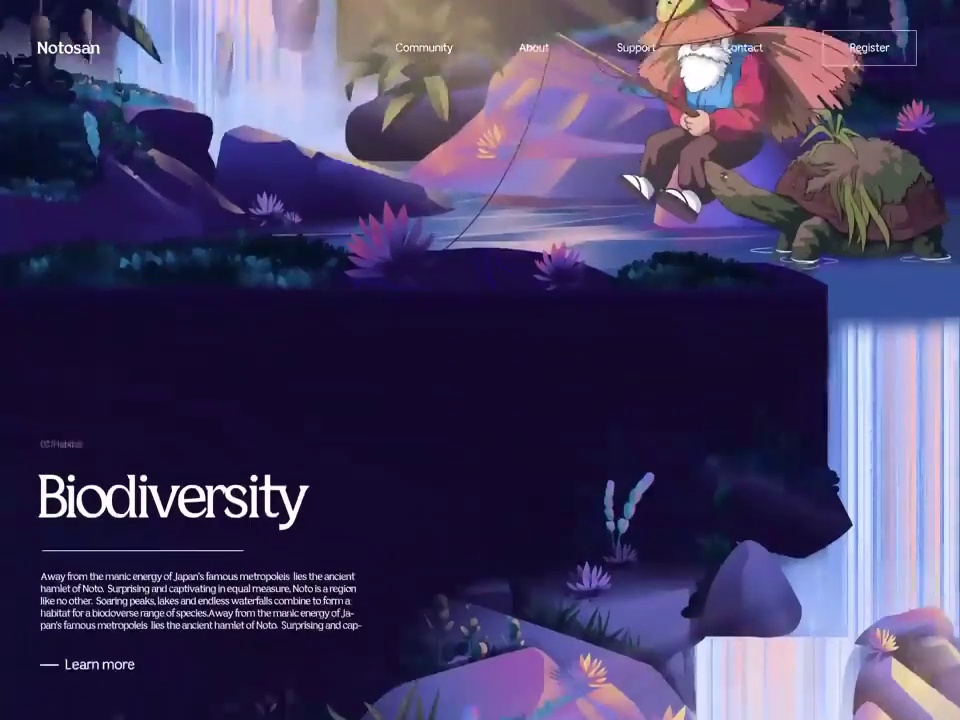 Notosan
Community
About
Support
Contact
Register
Biodiversity
Away from the manic energy of Japan's famous metropoleis lies the ancient
hamlet of Noto. Surprising and captivating in equal measure, Noto is a region
like no other. Soaring peaks, lakes and endless waterfalls combine to form a
habitat for a biodoverse range of species.Away from the manic energy of Ja-
pan's famous metropoleis lies the ancient hamlet of Noto. Surprising and cap-
Learn more